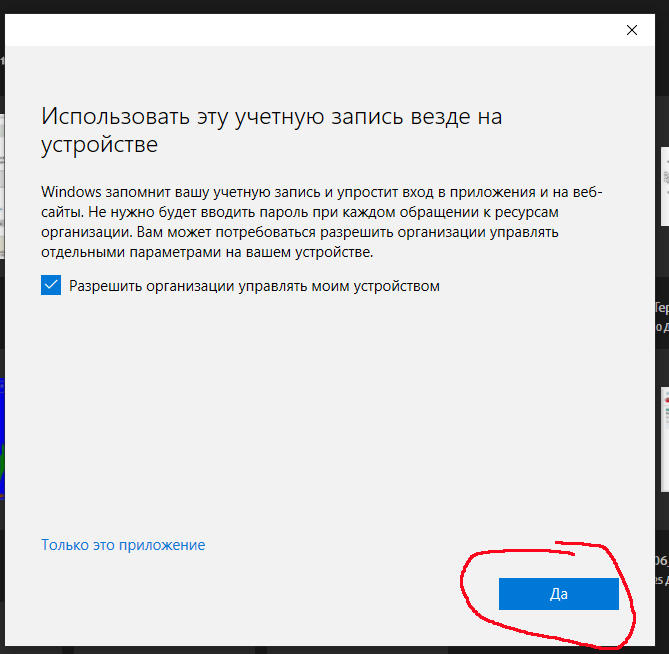 Использовать эту учетную запись везде на
устройстве
Windows запомнит вашу учетную запись и упростит вход в приложения и на веб-
сайты. Не нужно будет вводить пароль при каждом обращении к ресурсам
организации. Вам может потребоваться разрешить организации управлять
отдельными параметрами на вашем устройстве.
Разрешить организации управлять моим устройством
Только это приложение
Да